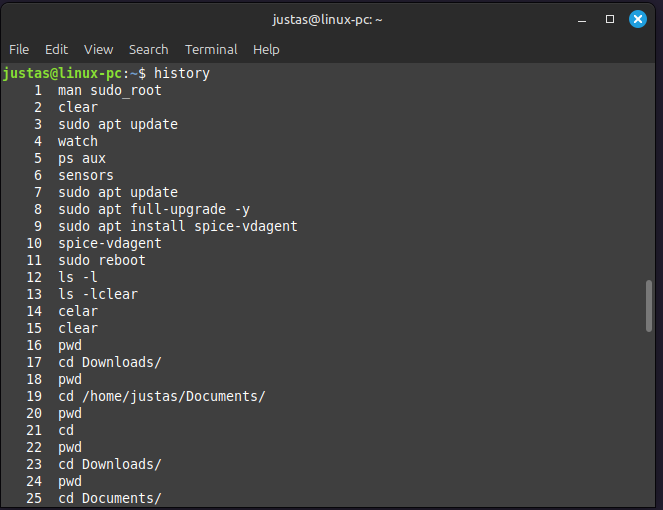 justas@linux-pc: ~
File Edit View Search Terminal Help
justas@linux-pc:~$ history
1 man sudo_root
2 clear
3 sudo apt update
4 watch
5 ps aux
6 sensors
7 sudo apt update
8 sudo apt full-upgrade -y
9 sudo apt install spice-vdagent
10 spice-vdagent
11 sudo reboot
12 ls -l
13 ls -lclear
14 celar
15 clear
16 pwd
17 cd Downloads/
18 pwd
19 cd /home/justas/Documents/
20 pwd
21 cd
22 pwd
23 cd Downloads/
24 pwd
25 cd Documents/